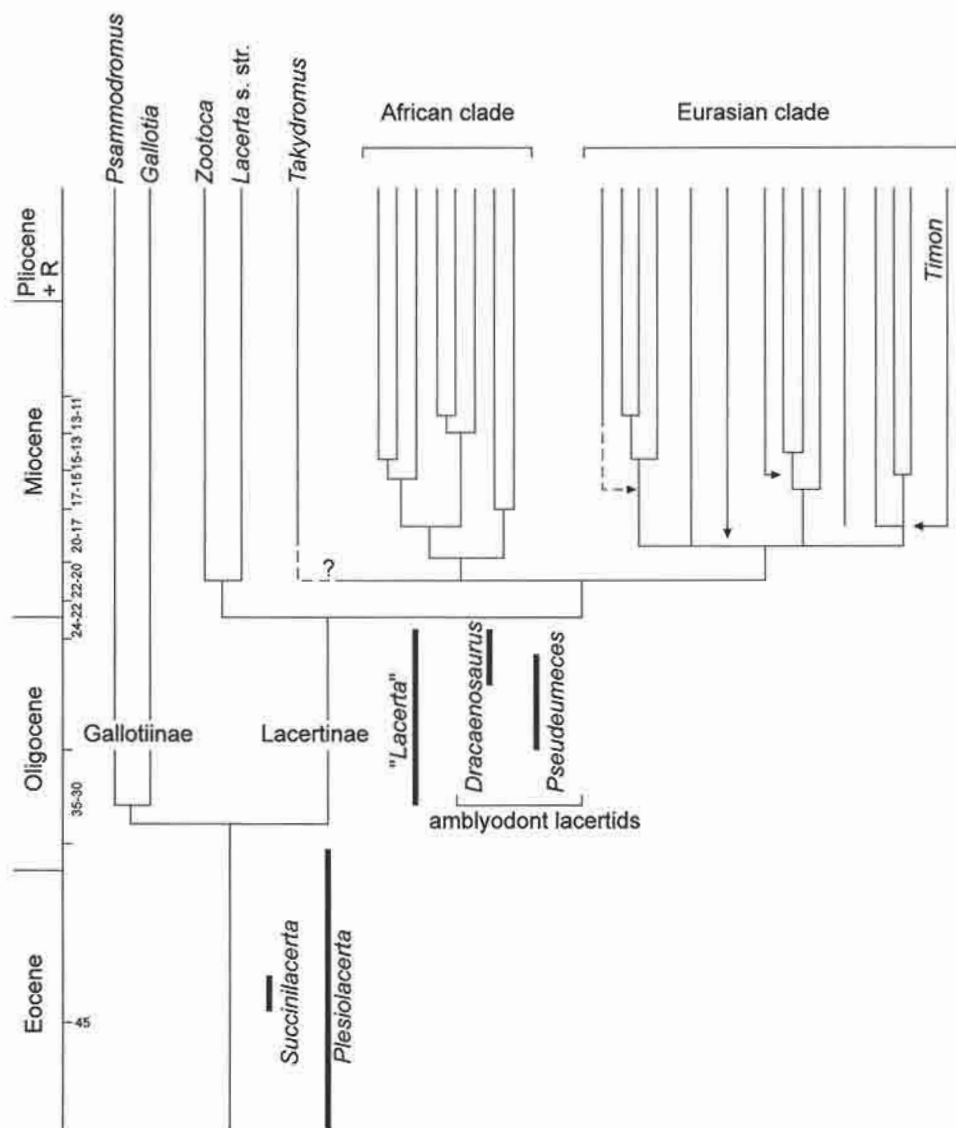 Psammodromus
Gallotia
Zootoca
Lacerta s. str.
Takydromus
African clade
Eurasian clade
Timon
Pliocene
+ R
Miocene
Oligocene
Eocene
13-11
15-13
17-15
20-17
22-20
24-22
35-30
45
?
Gallotiinae
Lacertinae
"Lacerta"
Dracaenosaurus
Pseudeumeces
amblyodont lacertids
Succinilacerta
Plesiolacerta